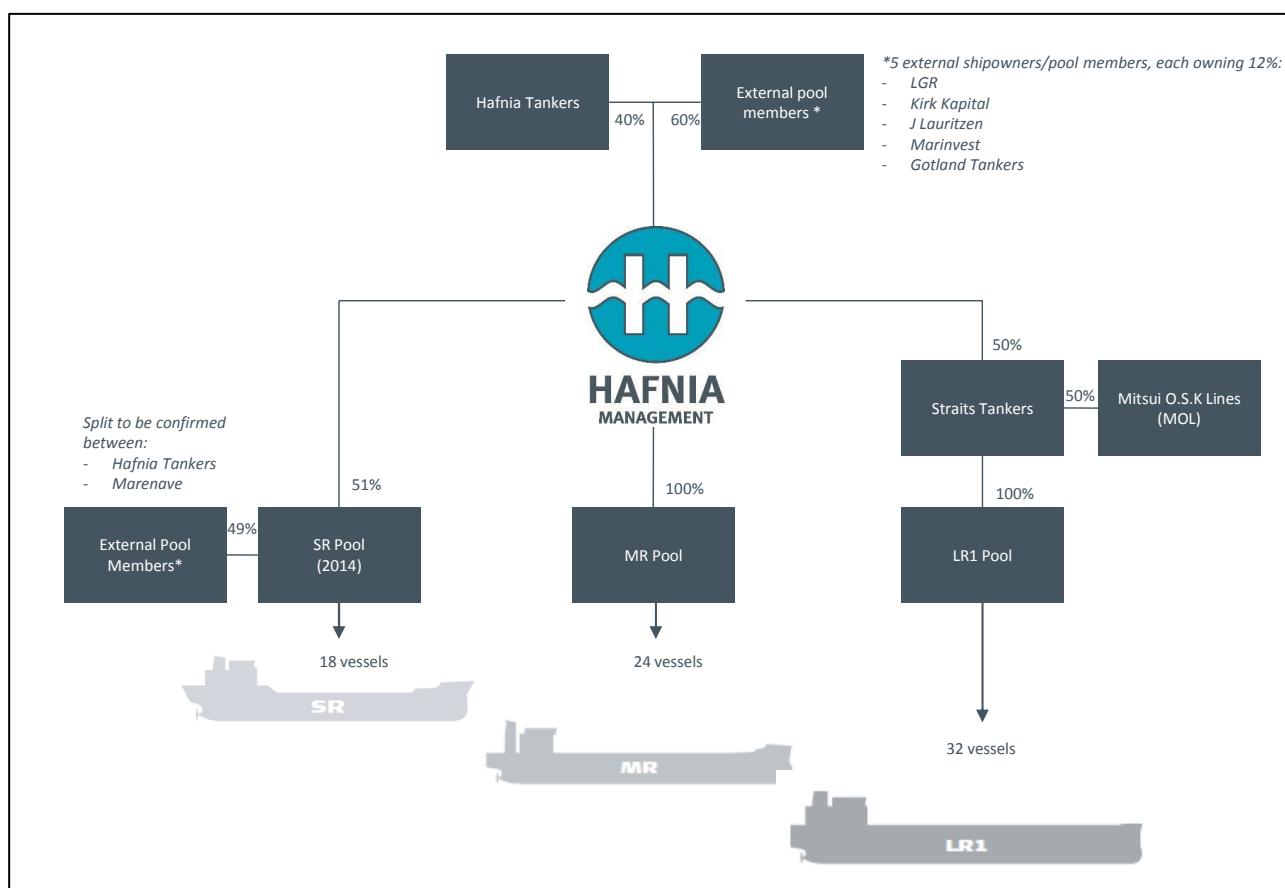 Hafnia Tankers
External pool
members *
40%
60%
*5 external shipowners/pool members, each owning 12%:
- LGR
- Kirk Kapital
- J Lauritzen
- Marinvest
- Gotland Tankers
HAFNIA
MANAGEMENT
50%
Straits Tankers
50%
Mitsui O.S.K Lines
(MOL)
Split to be confirmed
between:
- Hafnia Tankers
- Marenave
51%
100%
100%
External Pool
Members*
49%
SR Pool
(2014)
MR Pool
LR1 Pool
18 vessels
24 vessels
32 vessels
SR
MR
LR1